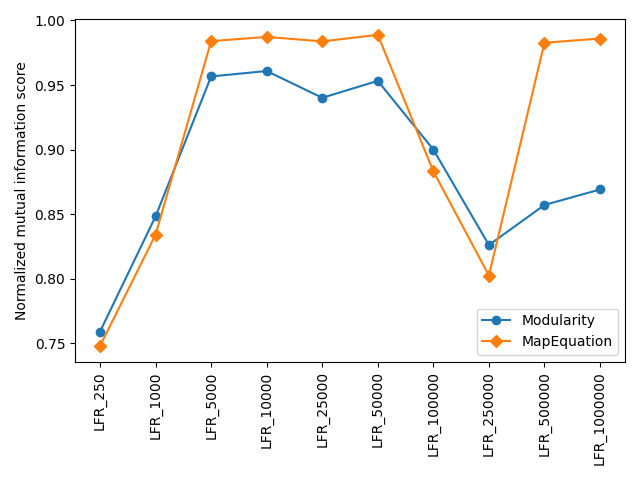 Normalized mutual information score
1.00
0.95
0.90
0.85
0.80
0.75
Modularity
MapEquation
LFR_250
LFR_1000
LFR_5000
LFR_10000
LFR_25000
LFR_50000
LFR_100000
LFR_250000
LFR_500000
LFR_1000000